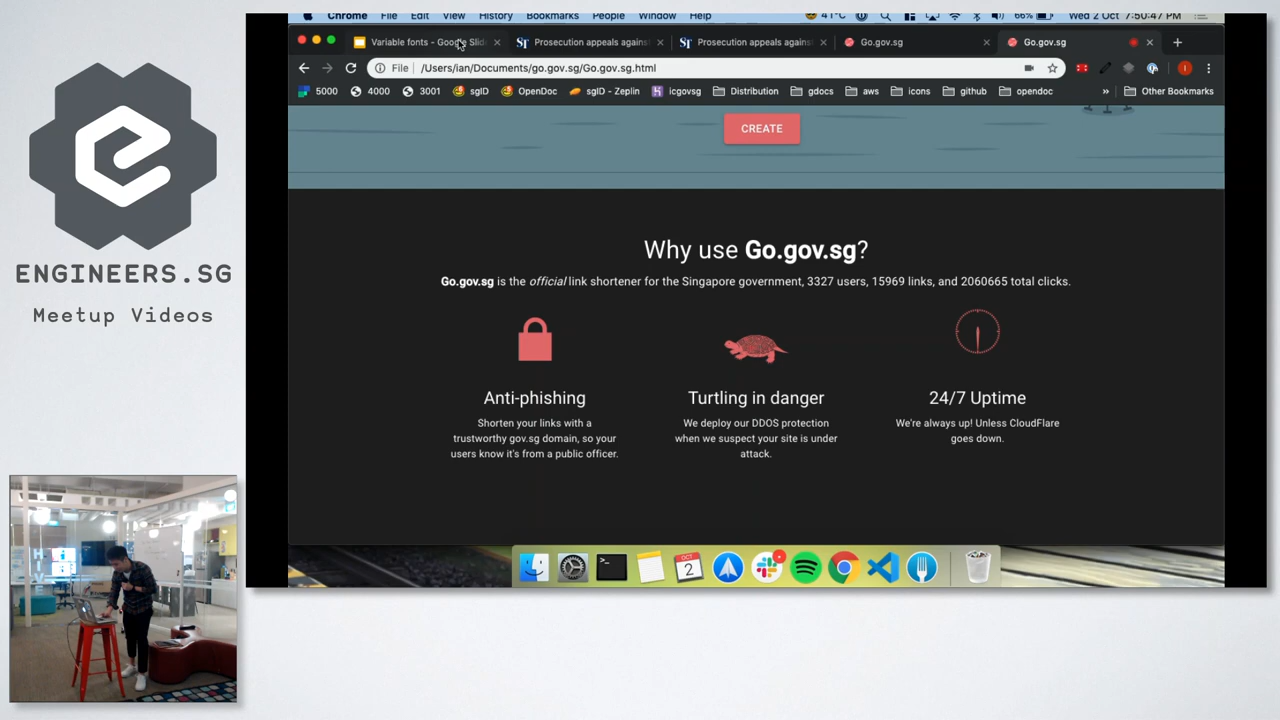 Chrome File Edit View History Bookmarks People Window Help 41°C 66% Wed 2 Oct 7:50:47 PM
Variable fonts - Google Slid
Prosecution appeals agains
Prosecution appeals agains
Go.gov.sg
Go.gov.sg
File /Users/ian/Documents/go.gov.sg/Go.gov.sg.html
5000 4000 3001 sgID OpenDoc sgID - Zeplin icgovsg Distribution gdocs aws icons github opendoc » Other Bookmarks
CREATE
Why use Go.gov.sg?
Go.gov.sg is the official link shortener for the Singapore government, 3327 users, 15969 links, and 2060665 total clicks.
Anti-phishing
Shorten your links with a
trustworthy gov.sg domain, so your
users know it's from a public officer.
Turtling in danger
We deploy our DDOS protection
when we suspect your site is under
attack.
24/7 Uptime
We're always up! Unless CloudFlare
goes down.
OCT
2
ENGINEERS.SG
Meetup Videos